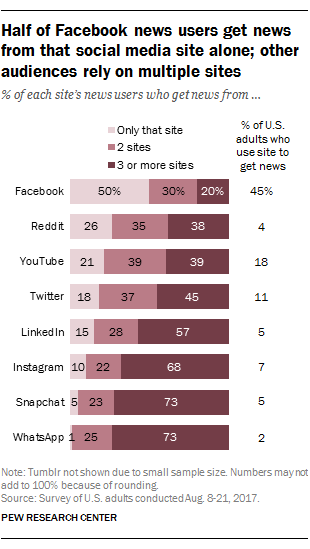 Half of Facebook news users get news
from that social media site alone; other
audiences rely on multiple sites
% of each site's news users who get news from ...
Only that site
2 sites
3 or more sites
% of U.S.
adults who
use site to
get news
Facebook 50% 30% 20% 45%
Reddit 26 35 38 4
YouTube 21 39 39 18
Twitter 18 37 45 11
LinkedIn 15 28 57 5
Instagram 10 22 68 7
Snapchat 5 23 73 5
WhatsApp 1 25 73 2
Note: Tumblr not shown due to small sample size. Numbers may not
add to 100% because of rounding.
Source: Survey of U.S. adults conducted Aug. 8-21, 2017.
PEW RESEARCH CENTER